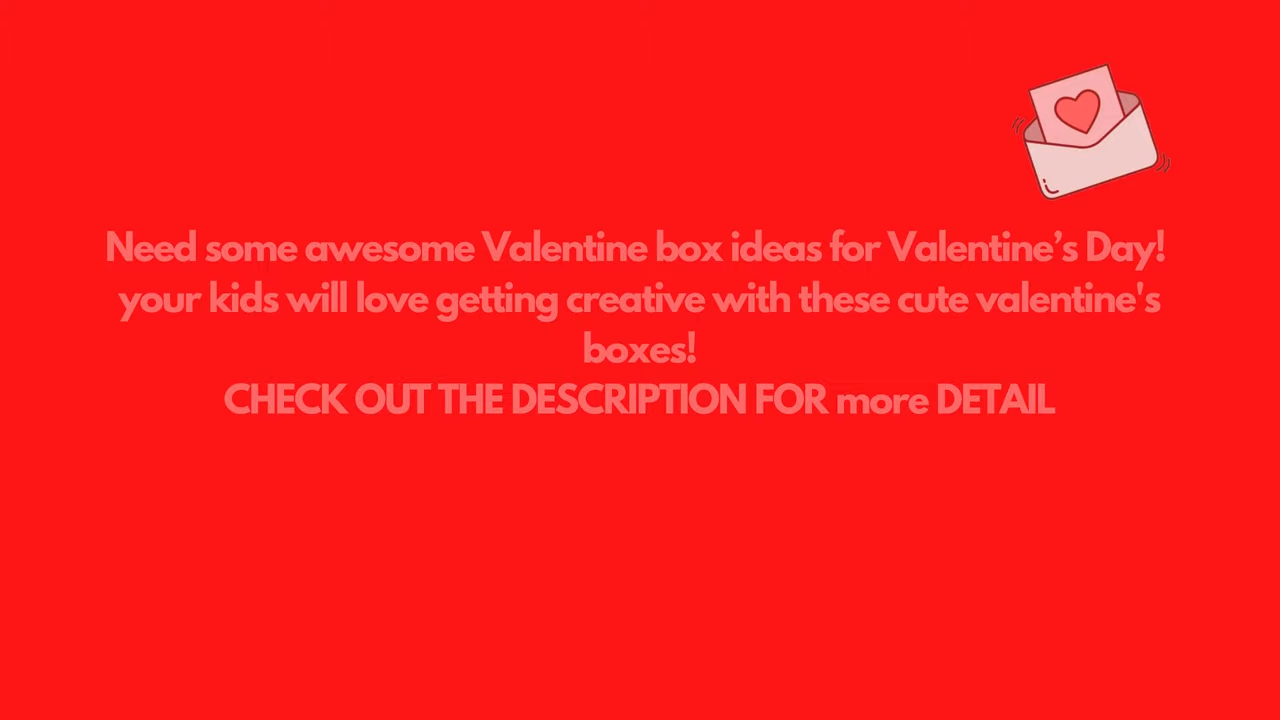 Need some awesome Valentine box ideas for Valentine’s Day!
your kids will love getting creative with these cute valentine's
boxes!
CHECK OUT THE DESCRIPTION FOR more DETAIL